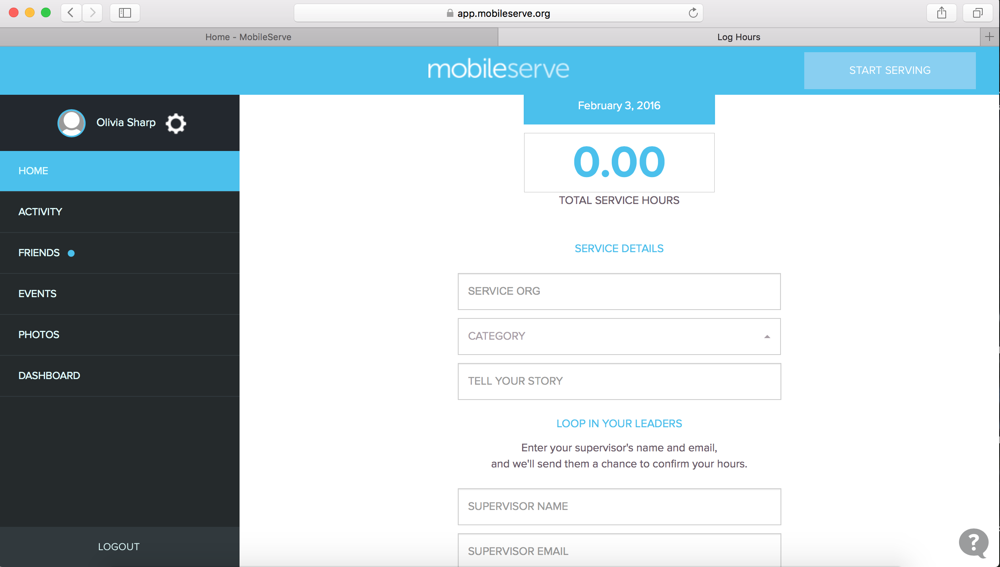 app.mobileserve.org
Home - MobileServe
Log Hours
mobileserve
START SERVING
Olivia Sharp
HOME
ACTIVITY
FRIENDS
EVENTS
PHOTOS
DASHBOARD
LOGOUT
February 3, 2016
0.00
TOTAL SERVICE HOURS
SERVICE DETAILS
SERVICE ORG
CATEGORY
TELL YOUR STORY
LOOP IN YOUR LEADERS
Enter your supervisor's name and email,
and we'll send them a chance to confirm your hours.
SUPERVISOR NAME
SUPERVISOR EMAIL
?